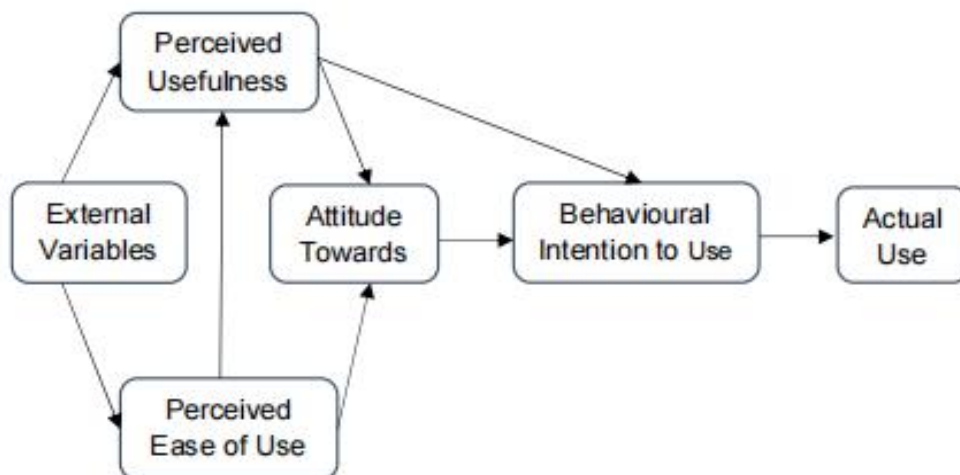 Perceived
Usefulness
External
Variables
Attitude
Towards
Behavioural
Intention to Use
Actual
Use
Perceived
Ease of Use